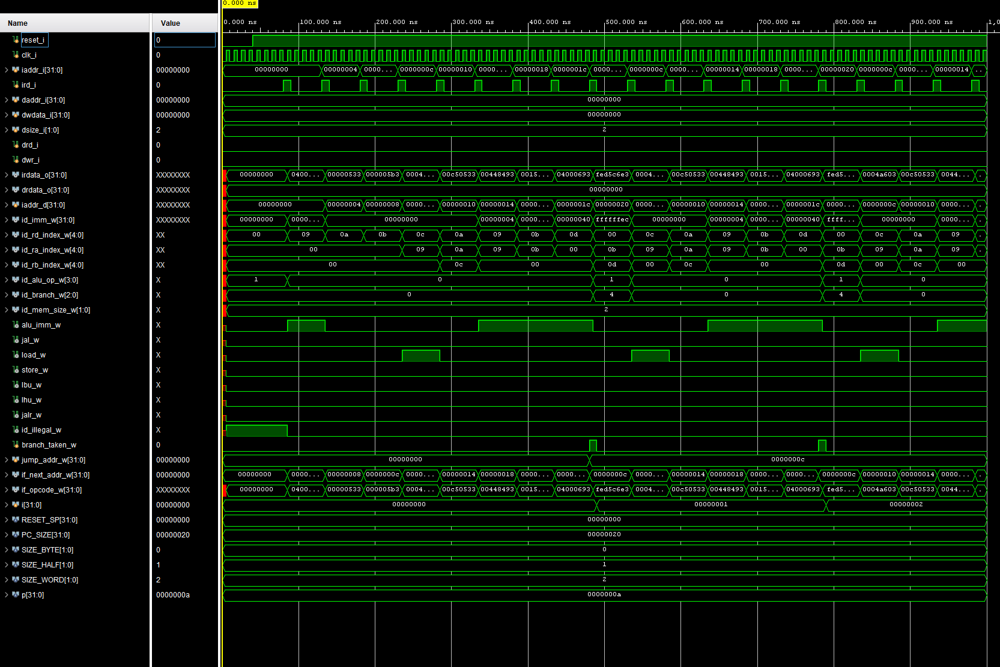 0.000 ns
Name Value 0.000 ns 100.000 ns 200.000 ns 300.000 ns 400.000 ns 500.000 ns 600.000 ns 700.000 ns 800.000 ns 900.000 ns 1,0
reset_i 0
clk_i 0
iaddr_i[31:0] 00000000 00000000 00000004 0000... 0000000c 00000010 0000... 00000018 0000001c 0000... 0000000c 0000... 00000014 00000018 0000... 00000020 0000000c 0000... 00000014 ..
ird_i 0
daddr_i[31:0] 00000000 00000000
dwdata_i[31:0] 00000000 00000000
dsize_i[1:0] 2 2
drd_i 0
dwr_i 0
irdata_o[31:0] XXXXXXXX 00000000 0400... 00000533 000005b3 0004... 00c50533 00448493 0015... 04000693 fed5c6e3 0004... 00c50533 00448493 0015... 04000693 fed5... 0004a603 00c50533 0044... .
drdata_o[31:0] XXXXXXXX 00000000
iaddr_d[31:0] XXXXXXXX 00000000 00000004 00000008 0000... 00000010 00000014 0000... 0000001c 00000020 0000... 00000010 00000014 0000... 0000001c 0000... 0000000c 00000010 0000... .
id_imm_w[31:0] XXXXXXXX 00000000 0000... 00000000 00000004 0000... 00000040 ffffffec 00000000 00000004 0000... 00000040 ffff... 00000000 0000... .
id_rd_index_w[4:0] XX 00 09 0a 0b 0c 0a 09 0b 0d 00 0c 0a 09 0b 0d 00 0c 0a 09 .
id_ra_index_w[4:0] XX 00 09 0a 09 0b 00 0b 09 0a 09 0b 00 0b 09 0a 09 .
id_rb_index_w[4:0] XX 00 0c 00 0d 00 0c 00 0d 00 0c 00
id_alu_op_w[3:0] X 1 0 1 0 1 0
id_branch_w[2:0] X 0 4 0 4 0
id_mem_size_w[1:0] X 2
alu_imm_w X
jal_w X
load_w X
store_w X
lbu_w X
lhu_w X
jalr_w X
id_illegal_w X
branch_taken_w 0
jump_addr_w[31:0] 00000000 00000000 0000000c
if_next_addr_w[31:0] 00000000 00000000 0000... 00000008 0000000c 0000... 00000014 00000018 0000... 0000... 0000000c 0000... 00000014 00000018 0000... 0000... 0000000c 00000010 00000014 0000... .
if_opcode_w[31:0] XXXXXXXX 00000000 0400... 00000533 000005b3 0004... 00c50533 00448493 0015... 04000693 fed5c6e3 0004... 00c50533 00448493 0015... 04000693 fed5... 0004a603 00c50533 0044... .
i[31:0] 00000000 00000000 00000001 00000002
RESET_SP[31:0] 00000000 00000000
PC_SIZE[31:0] 00000020 00000020
SIZE_BYTE[1:0] 0 0
SIZE_HALF[1:0] 1 1
SIZE_WORD[1:0] 2 2
p[31:0] 0000000a 0000000a